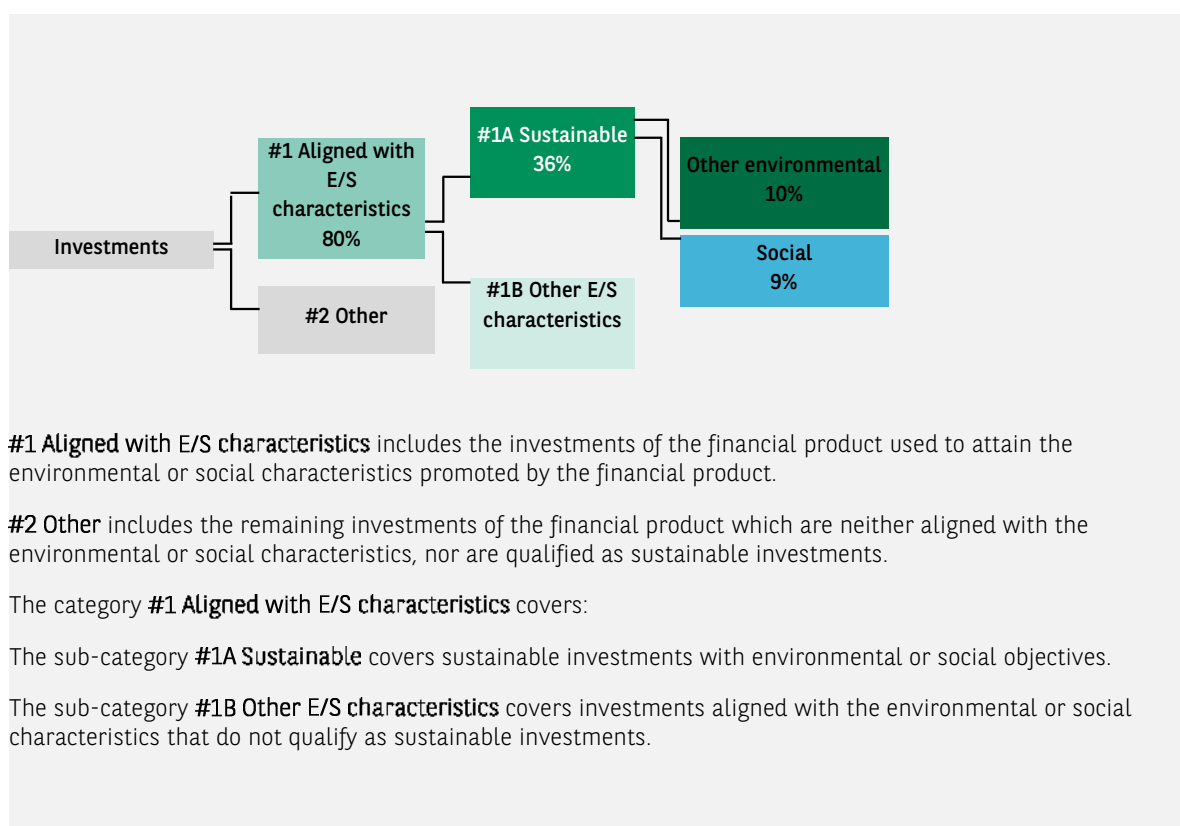 Investments
#1 Aligned with
E/S
characteristics
80%
#2 Other
#1A Sustainable
36%
#1B Other E/S
characteristics
Other environmental
10%
Social
9%
#1 Aligned with E/S characteristics includes the investments of the financial product used to attain the
environmental or social characteristics promoted by the financial product.
#2 Other includes the remaining investments of the financial product which are neither aligned with the
environmental or social characteristics, nor are qualified as sustainable investments.
The category #1 Aligned with E/S characteristics covers:
The sub-category #1A Sustainable covers sustainable investments with environmental or social objectives.
The sub-category #1B Other E/S characteristics covers investments aligned with the environmental or social
characteristics that do not qualify as sustainable investments.